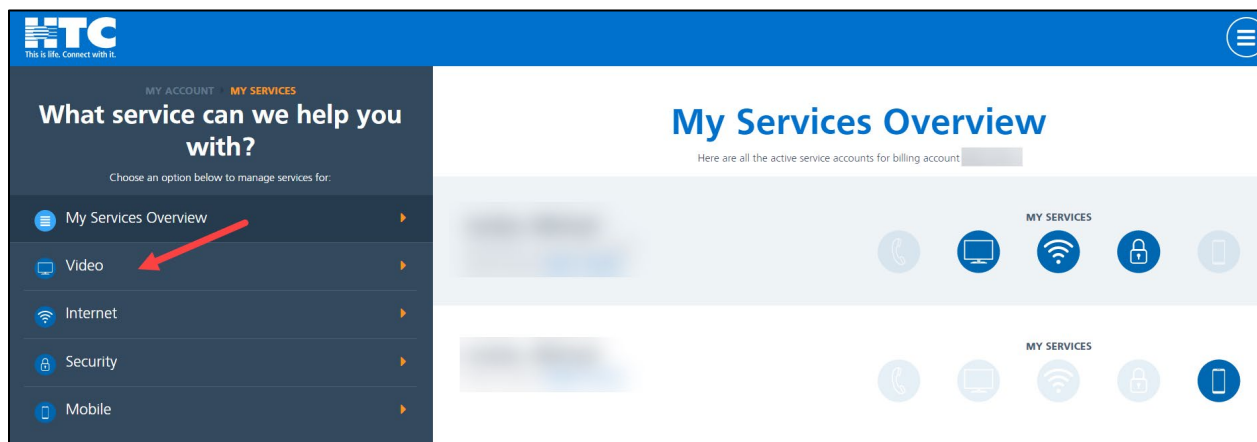 HTC
This is life. Connect with it.
MY ACCOUNT MY SERVICES
What service can we help you
with?
Choose an option below to manage services for:
My Services Overview
Video
Internet
Security
Mobile
My Services Overview
Here are all the active service accounts for billing account
MY SERVICES
MY SERVICES